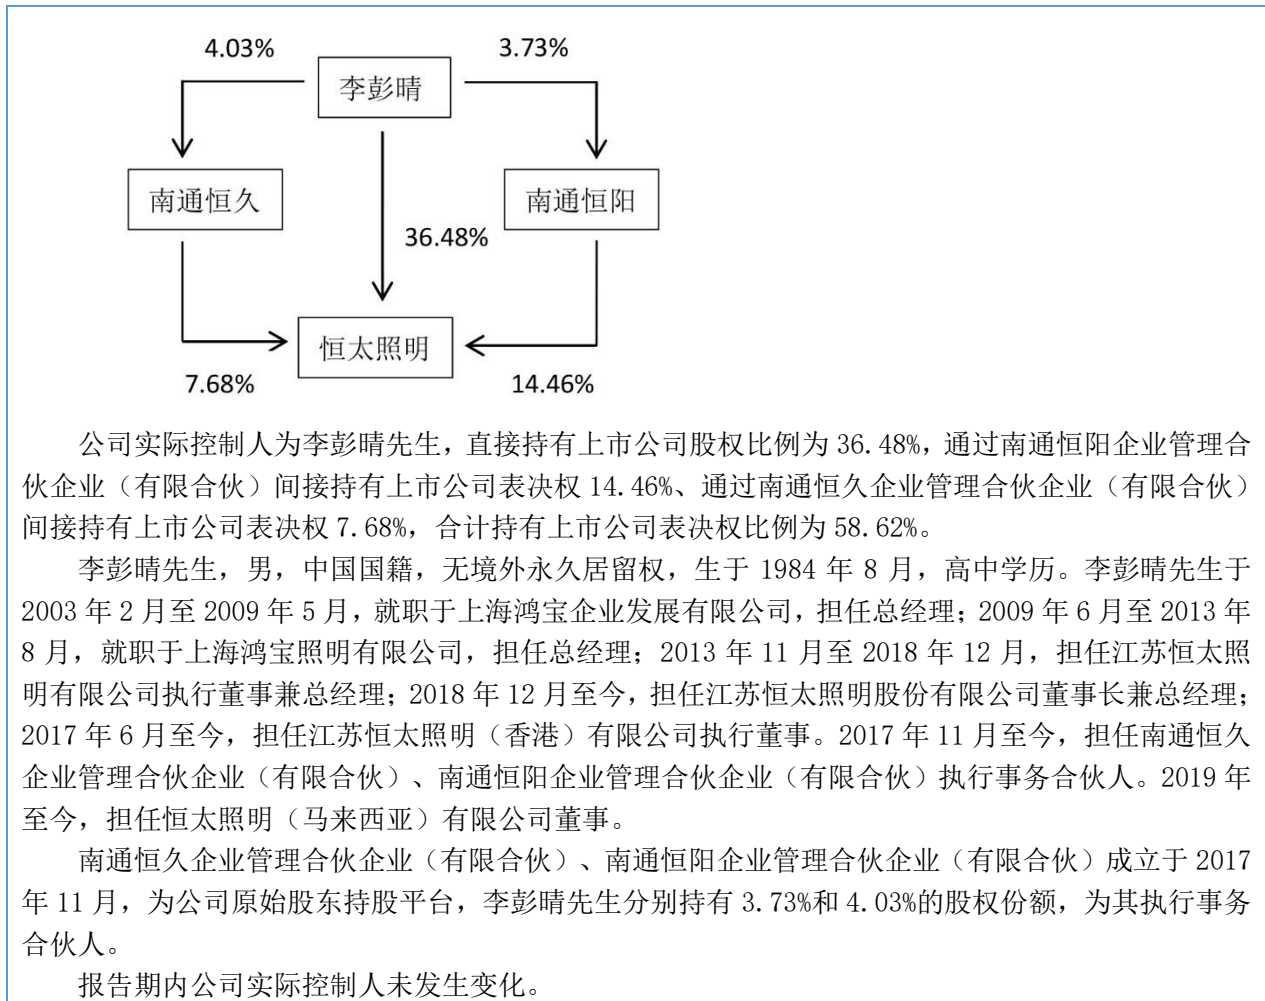 4.03%
3.73%
李彭晴
南通恒久
南通恒阳
36.48%
恒太照明
7.68%
14.46%
公司实际控制人为李彭晴先生，直接持有上市公司股权比例为 36.48%，通过南通恒阳企业管理合
伙企业（有限合伙）间接持有上市公司表决权 14.46%、通过南通恒久企业管理合伙企业（有限合伙）
间接持有上市公司表决权 7.68%，合计持有上市公司表决权比例为 58.62%。
李彭晴先生，男，中国国籍，无境外永久居留权，生于 1984 年 8 月，高中学历。李彭晴先生于
2003 年 2 月至 2009 年 5 月，就职于上海鸿宝企业发展有限公司，担任总经理；2009 年 6 月至 2013 年
8 月，就职于上海鸿宝照明有限公司，担任总经理；2013 年 11 月至 2018 年 12 月，担任江苏恒太照
明有限公司执行董事兼总经理；2018 年 12 月至今，担任江苏恒太照明股份有限公司董事长兼总经理；
2017 年 6 月至今，担任江苏恒太照明（香港）有限公司执行董事。2017 年 11 月至今，担任南通恒久
企业管理合伙企业（有限合伙）、南通恒阳企业管理合伙企业（有限合伙）执行事务合伙人。2019 年
至今，担任恒太照明（马来西亚）有限公司董事。
南通恒久企业管理合伙企业（有限合伙）、南通恒阳企业管理合伙企业（有限合伙）成立于 2017
年 11 月，为公司原始股东持股平台，李彭晴先生分别持有 3.73%和 4.03%的股权份额，为其执行事务
合伙人。
报告期内公司实际控制人未发生变化。